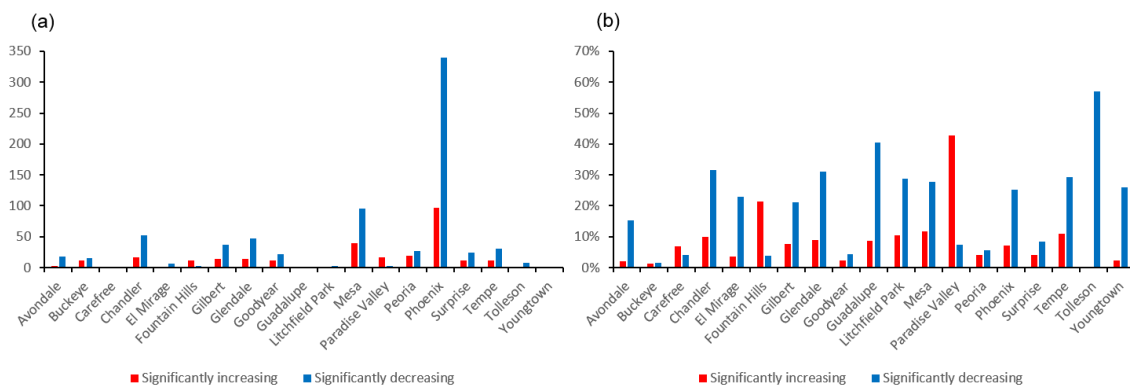 (a)
350
300
250
200
150
100
50
0
Avondale
Buckeye
Carefree
Chandler
El Mirage
Fountain Hills
Gilbert
Glendale
Goodyear
Guadalupe
Litchfield Park
Mesa
Paradise Valley
Peoria
Phoenix
Surprise
Tempe
Tolleson
Youngtown
Significantly increasing
Significantly decreasing
(b)
70%
60%
50%
40%
30%
20%
10%
0%
Avondale
Buckeye
Carefree
Chandler
El Mirage
Fountain Hills
Gilbert
Glendale
Goodyear
Guadalupe
Litchfield Park
Mesa
Paradise Valley
Peoria
Phoenix
Surprise
Tempe
Tolleson
Youngtown
Significantly increasing
Significantly decreasing